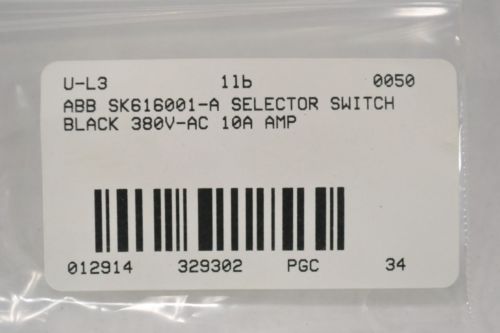 U-L3 1lb 0050
ABB SK616001-A SELECTOR SWITCH
BLACK 380V-AC 10A AMP
012914 329302 PGC 34